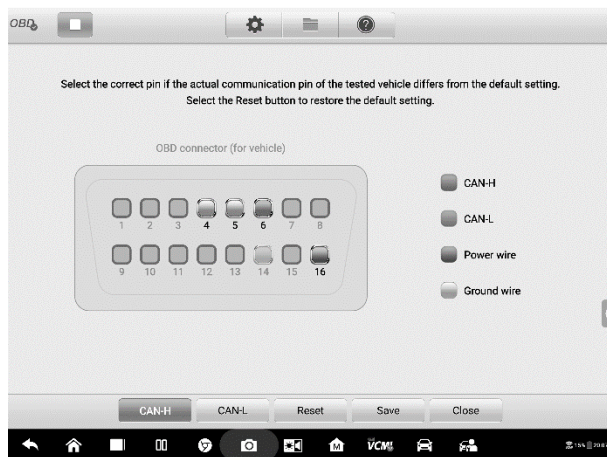 OBD
Select the correct pin if the actual communication pin of the tested vehicle differs from the default setting.
Select the Reset button to restore the default setting.
OBD connector (for vehicle)
CAN-H
1 2 3 4 5 6 7 8
CAN-L
Power wire
9 10 11 12 13 14 15 16
Ground wire
CAN-H CAN-L Reset Save Close
M VCMI
15%